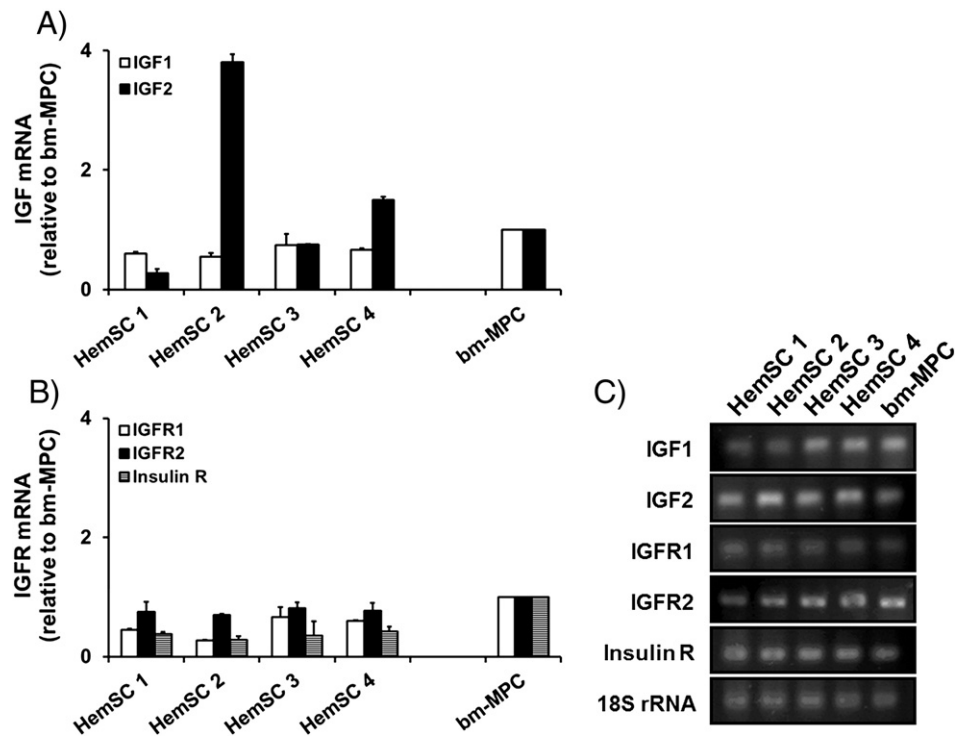 A)
IGF mRNA
(relative to bm-MPC)
4
2
0
IGF1
IGF2
HemSC 1
HemSC 2
HemSC 3
HemSC 4
bm-MPC
B)
IGFR mRNA
(relative to bm-MPC)
4
2
0
IGFR1
IGFR2
Insulin R
HemSC 1
HemSC 2
HemSC 3
HemSC 4
bm-MPC
C)
HemSC 1
HemSC 2
HemSC 3
HemSC 4
bm-MPC
IGF1
IGF2
IGFR1
IGFR2
Insulin R
18S rRNA